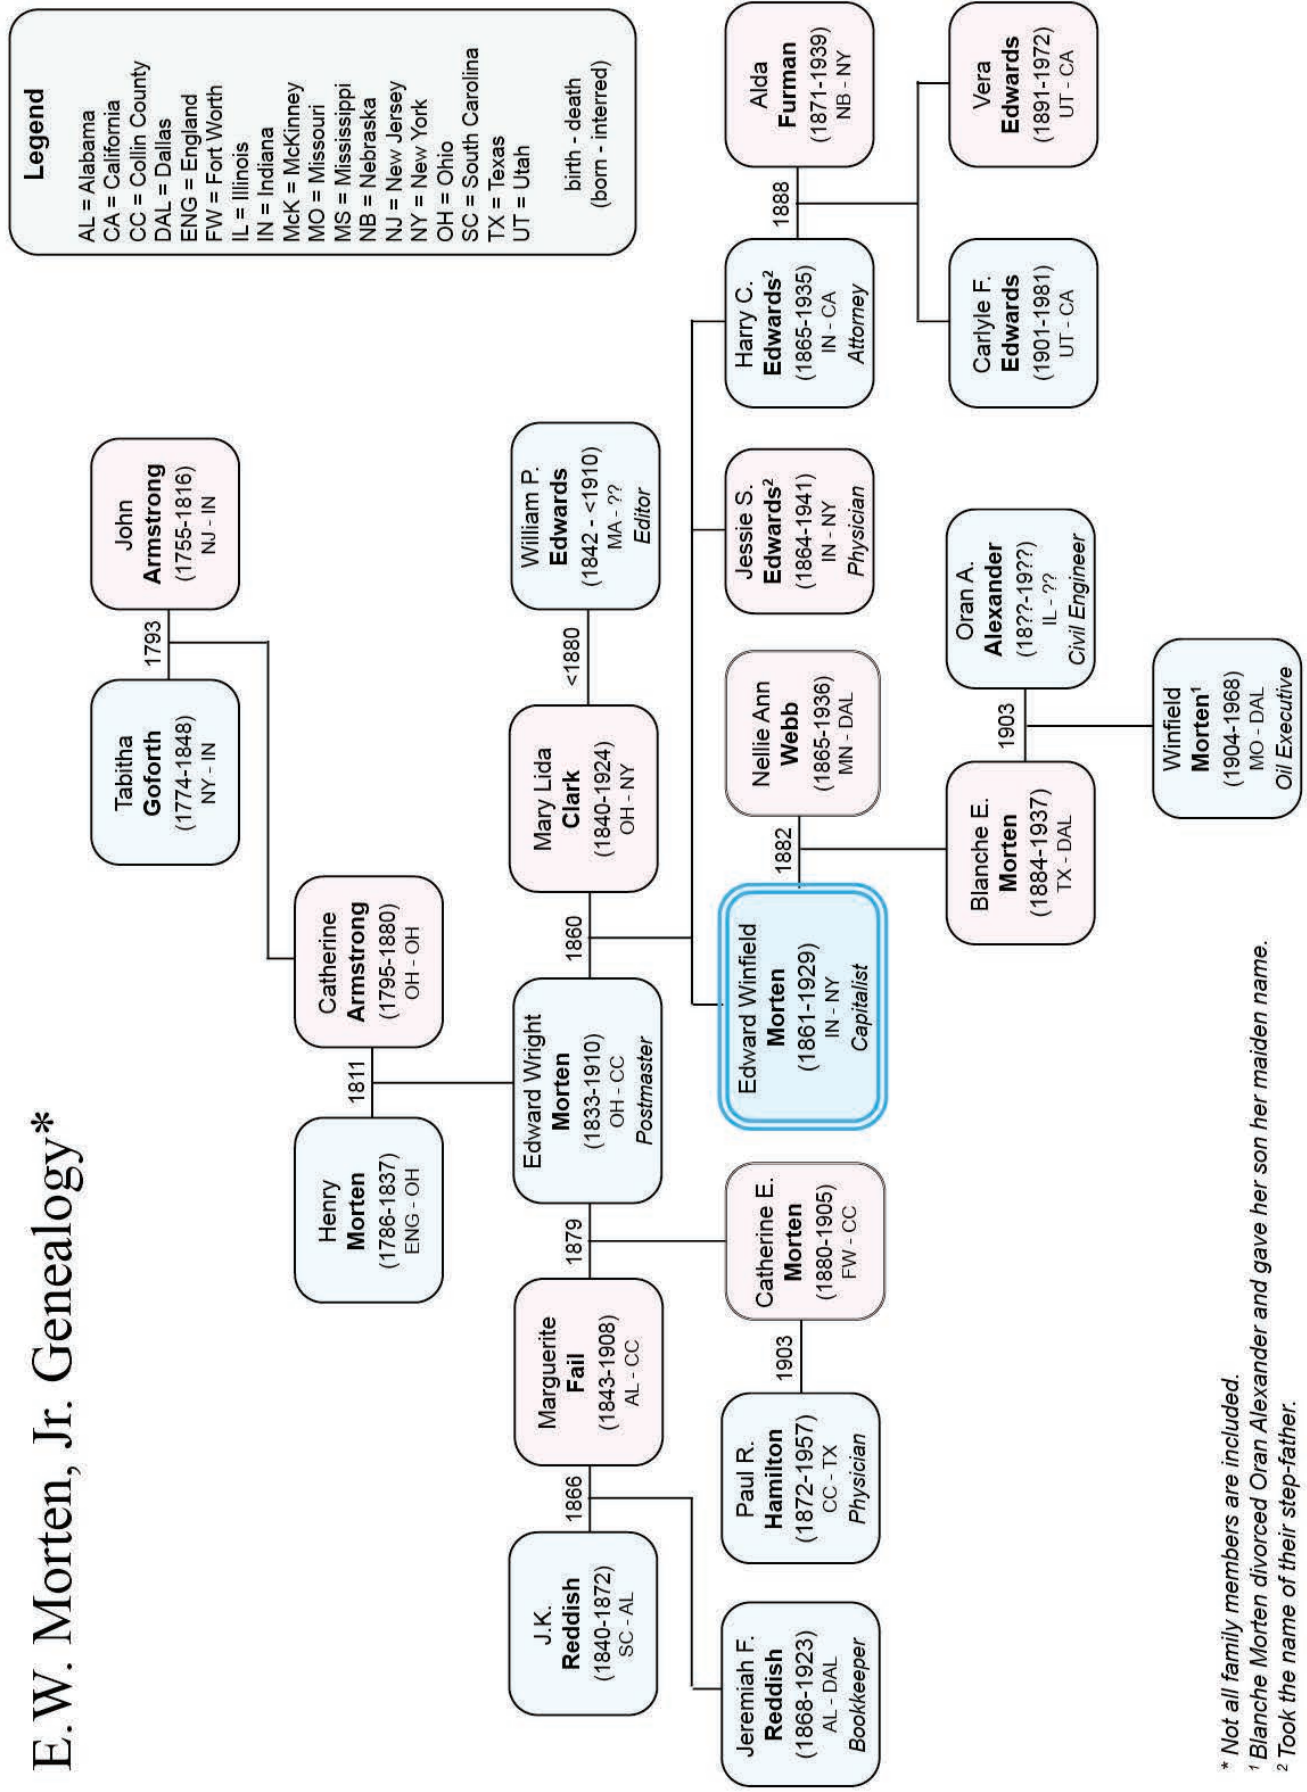 E.W. Morten, Jr. Genealogy*
Legend
AL = Alabama
CA = California
CC = Collin County
DAL = Dallas
ENG = England
FW = Fort Worth
IL = Illinois
IN = Indiana
McK = McKinney
MO = Missouri
MS = Mississippi
NB = Nebraska
NJ = New Jersey
NY = New York
OH = Ohio
SC = South Carolina
TX = Texas
UT = Utah
birth - death
(born - interred)
Tabitha
Goforth
(1774-1848)
NY - IN
1793
John
Armstrong
(1755-1816)
NJ - IN
Henry
Morten
(1786-1837)
ENG - OH
1811
Catherine
Armstrong
(1795-1880)
OH - OH
J.K.
Reddish
(1840-1872)
SC - AL
1866
Marguerite
Fail
(1843-1908)
AL - CC
1879
Edward Wright
Morten
(1833-1910)
OH - CC
Postmaster
1860
Mary Lida
Clark
(1840-1924)
OH - NY
<1880
William P.
Edwards
(1842 - <1910)
MA - ??
Editor
Jeremiah F.
Reddish
(1868-1923)
AL - DAL
Bookkeeper
Paul R.
Hamilton
(1872-1957)
CC - TX
Physician
1903
Catherine E.
Morten
(1880-1905)
FW - CC
Edward Winfield
Morten
(1861-1929)
IN - NY
Capitalist
1882
Nellie Ann
Webb
(1865-1936)
MN - DAL
Jessie S.
Edwards²
(1864-1941)
IN - NY
Physician
Harry C.
Edwards²
(1865-1935)
IN - CA
Attorney
1888
Alda
Furman
(1871-1939)
NB - NY
Blanche E.
Morten
(1884-1937)
TX - DAL
1903
Oran A.
Alexander
(18??-19??)
IL - ??
Civil Engineer
Carlyle F.
Edwards
(1901-1981)
UT - CA
Vera
Edwards
(1891-1972)
UT - CA
Winfield
Morten¹
(1904-1968)
MO - DAL
Oil Executive
* Not all family members are included.
¹ Blanche Morten divorced Oran Alexander and gave her son her maiden name.
² Took the name of their step-father.